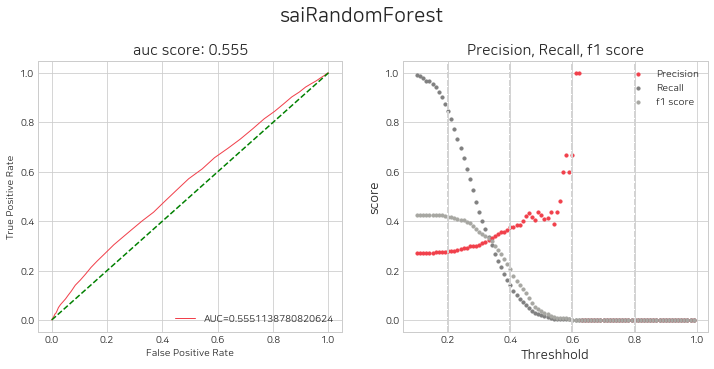 saiRandomForest
auc score: 0.555
1.0
0.8
0.6
0.4
0.2
0.0
True Positive Rate
AUC=0.5551138780820624
0.0 0.2 0.4 0.6 0.8 1.0
False Positive Rate
Precision, Recall, f1 score
Precision
Recall
f1 score
1.0
0.8
0.6
0.4
0.2
0.0
score
0.2 0.4 0.6 0.8 1.0
Threshhold